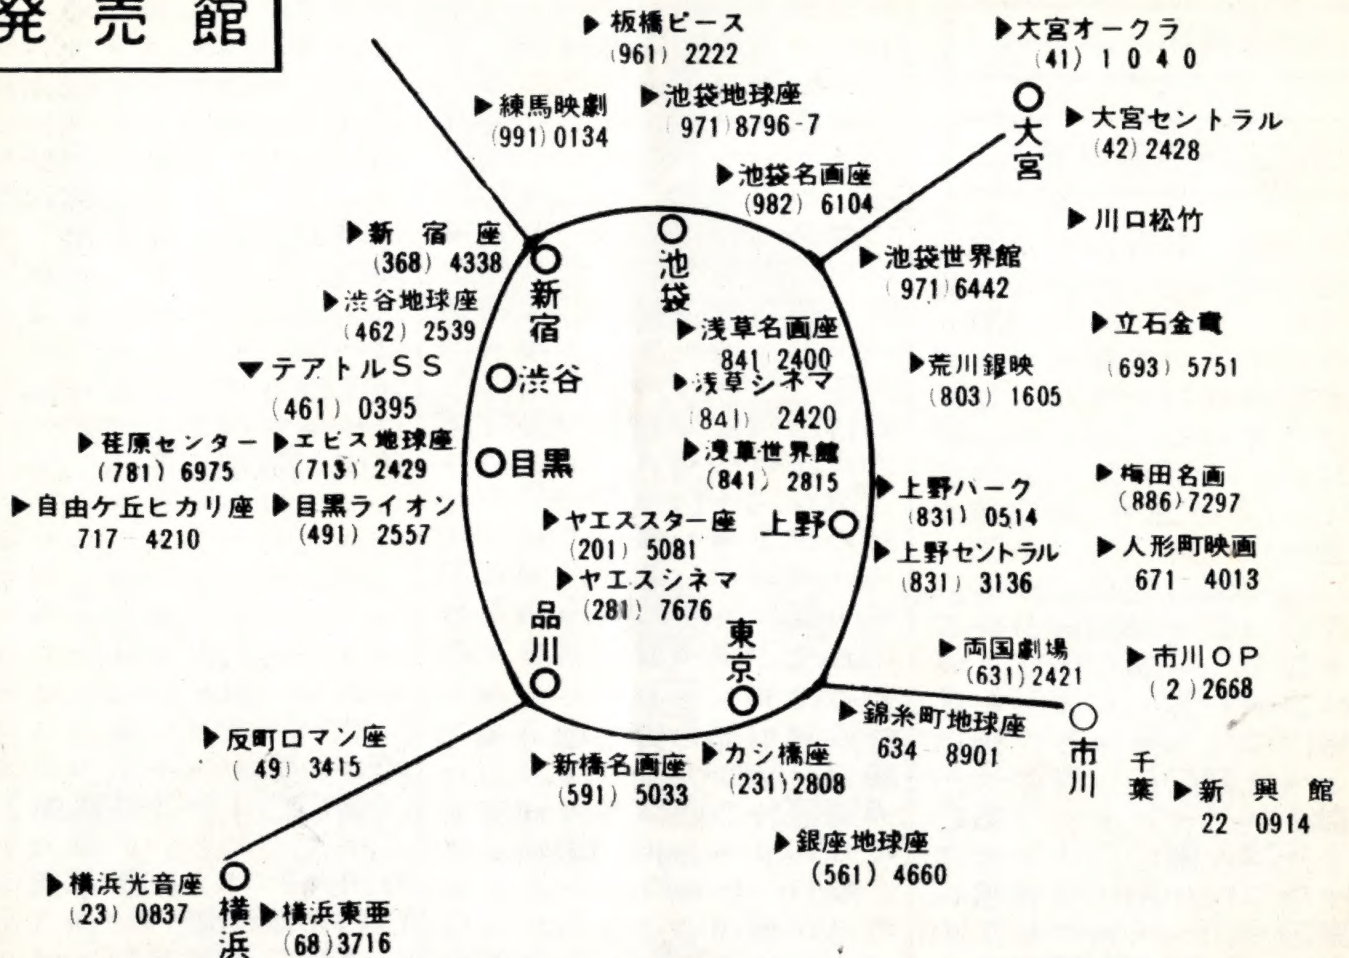 発売館
▶板橋ピース
(961) 2222
▶大宮オークラ
(41) 1040
▶練馬映劇
(991) 0134
▶池袋地球座
(971) 8796-7
大宮
▶大宮セントラル
(42) 2428
▶池袋名画座
(982) 6104
▶川口松竹
▶新宿座
(368) 4338
新宿
池袋
▶池袋世界館
(971) 6442
▶渋谷地球座
(462) 2539
▶浅草名画座
841 2400
▶立石金竜
(693) 5751
▼テアトルSS
(461) 0395
渋谷
▶浅草シネマ
(841) 2420
▶荒川銀映
(803) 1605
▶荏原センター
(781) 6975
▶エビス地球座
(713) 2429
目黒
▶浅草世界館
(841) 2815
▶自由ケ丘ヒカリ座
717-4210
▶目黒ライオン
(491) 2557
▶上野パーク
(831) 0514
▶梅田名画
(886) 7297
▶ヤエススター座
(201) 5081
上野
▶上野セントラル
(831) 3136
▶人形町映画
671-4013
▶ヤエスシネマ
(281) 7676
品川
東京
▶両国劇場
(631) 2421
▶市川OP
(2) 2668
▶反町ロマン座
(49) 3415
▶新橋名画座
(591) 5033
▶カシ橋座
(231) 2808
▶錦糸町地球座
634 8901
市川
千葉
▶新興館
22 0914
▶銀座地球座
(561) 4660
▶横浜光音座
(23) 0837
横浜
▶横浜東亜
(68) 3716